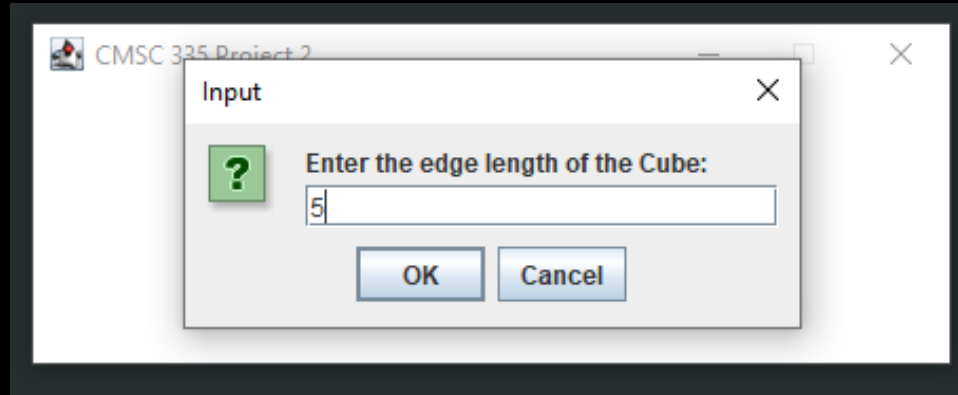 CMSC 335 Project 2
Input
?
Enter the edge length of the Cube:
5
OK
Cancel